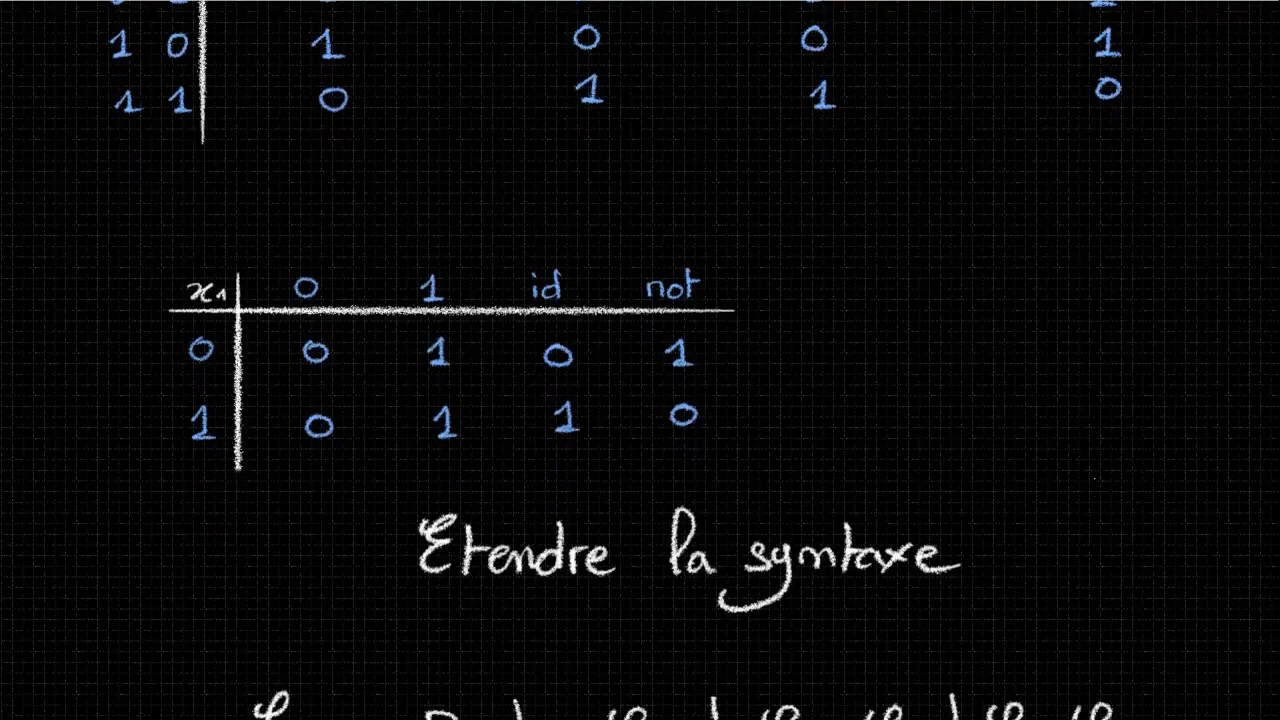 1 0 1 0 0 1
1 1 0 1 1 0
x₁ 0 1 id not
0 0 1 0 1
1 0 1 1 0
Etendre la syntaxe